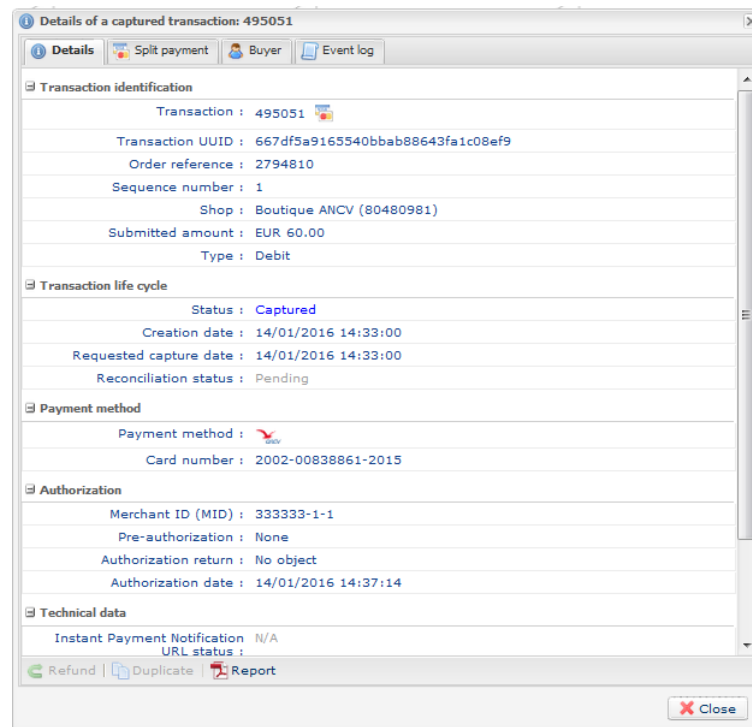 Details of a captured transaction: 495051
Details Split payment Buyer Event log
Transaction identification
Transaction : 495051
Transaction UUID : 667df5a9165540bbab88643fa1c08ef9
Order reference : 2794810
Sequence number : 1
Shop : Boutique ANCV (80480981)
Submitted amount : EUR 60.00
Type : Debit
Transaction life cycle
Status : Captured
Creation date : 14/01/2016 14:33:00
Requested capture date : 14/01/2016 14:33:00
Reconciliation status : Pending
Payment method
Payment method : ANCV
Card number : 2002-00838861-2015
Authorization
Merchant ID (MID) : 333333-1-1
Pre-authorization : None
Authorization return : No object
Authorization date : 14/01/2016 14:37:14
Technical data
Instant Payment Notification N/A
URL status :
Refund Duplicate Report
Close